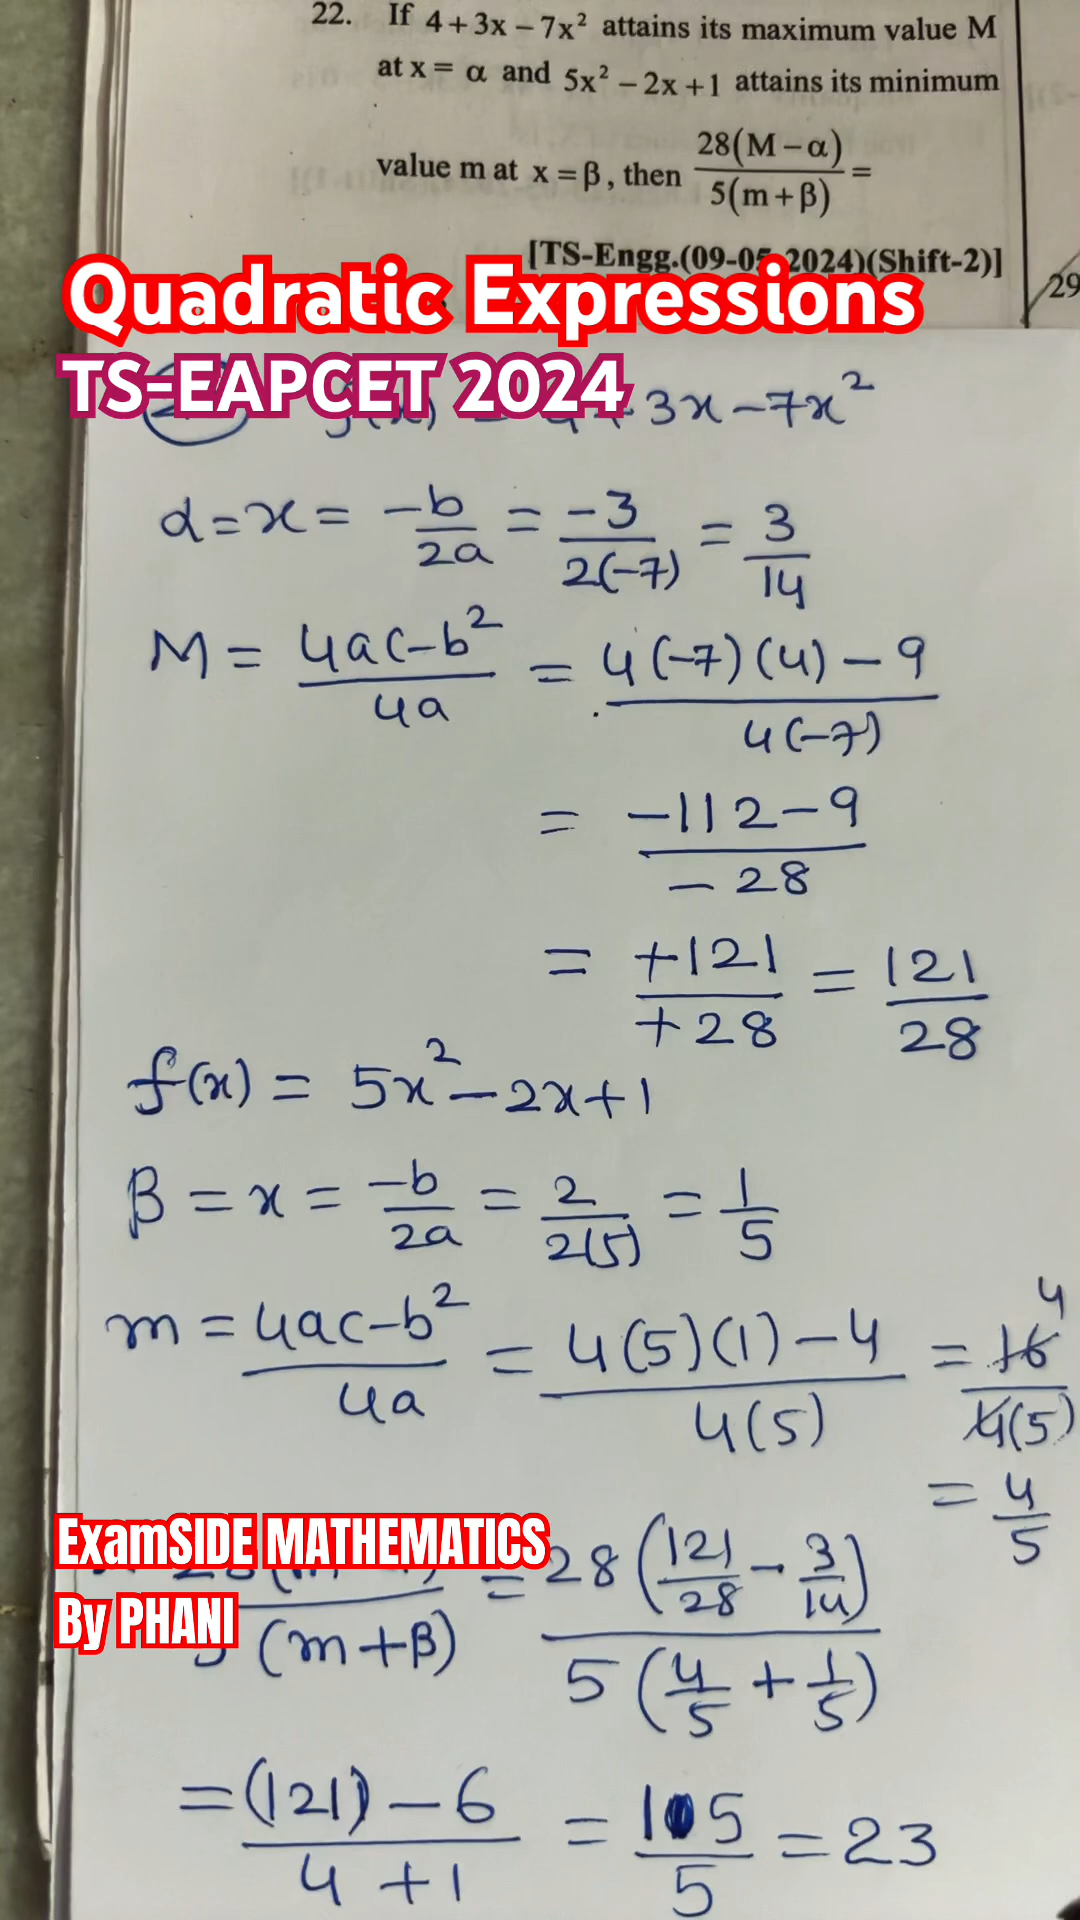 22. If 4+3x – 7x² attains its maximum value M
at x = α and 5x² – 2x + 1 attains its minimum
value m at x = β, then 28(M – α) / 5(m + β) =
[TS-Engg.(09-05-2024)(Shift-2)]
29
Quadratic Expressions
TS-EAPCET 2024
3x – 7x²
α = x = -b/2a = -3/2(-7) = 3/14
M = 4ac-b²/4a = 4(-7)(4) – 9 / 4(-7)
= -112-9 / -28
= +121/+28 = 121/28
f(x) = 5x² – 2x + 1
β = x = -b/2a = 2/2(5) = 1/5
m = 4ac-b²/4a = 4(5)(1) – 4 / 4(5) = 16 4 / 4(5)
= 4/5
ExamSIDE MATHEMATICS
By PHANI
(m+β) = 28(121/28 – 3/14) / 5(4/5 + 1/5)
= (121) – 6 / 4 + 1 = 105/5 = 23